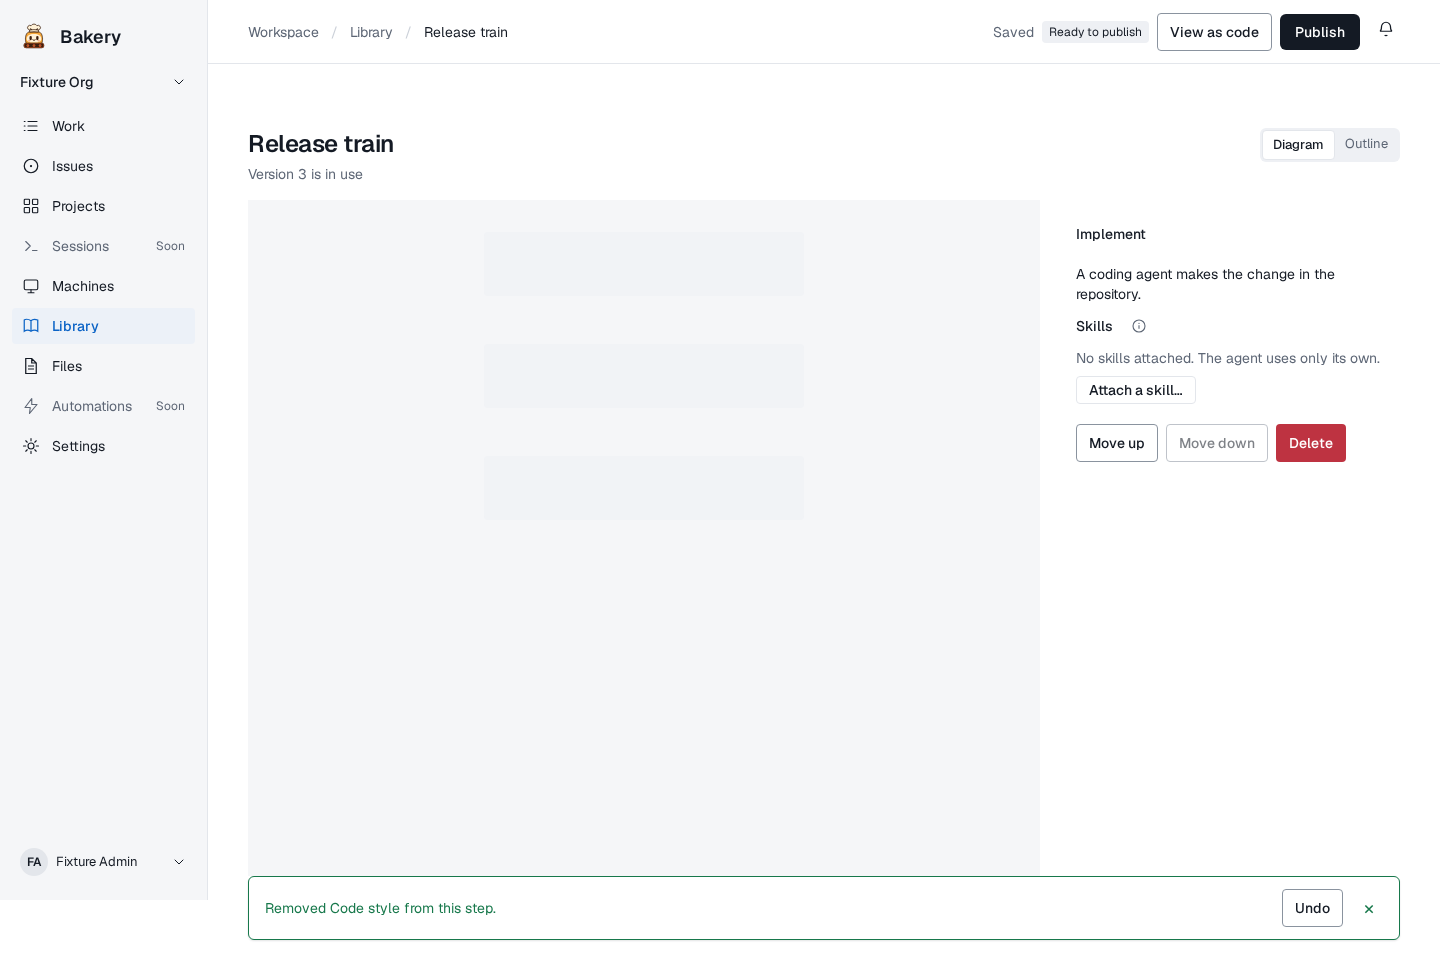 Bakery
Fixture Org
Work
Issues
Projects
Sessions Soon
Machines
Library
Files
Automations Soon
Settings
FA Fixture Admin
Workspace / Library / Release train
Saved Ready to publish View as code Publish
Release train
Version 3 is in use
Diagram Outline
Implement
A coding agent makes the change in the
repository.
Skills
No skills attached. The agent uses only its own.
Attach a skill...
Move up Move down Delete
Removed Code style from this step.
Undo ×